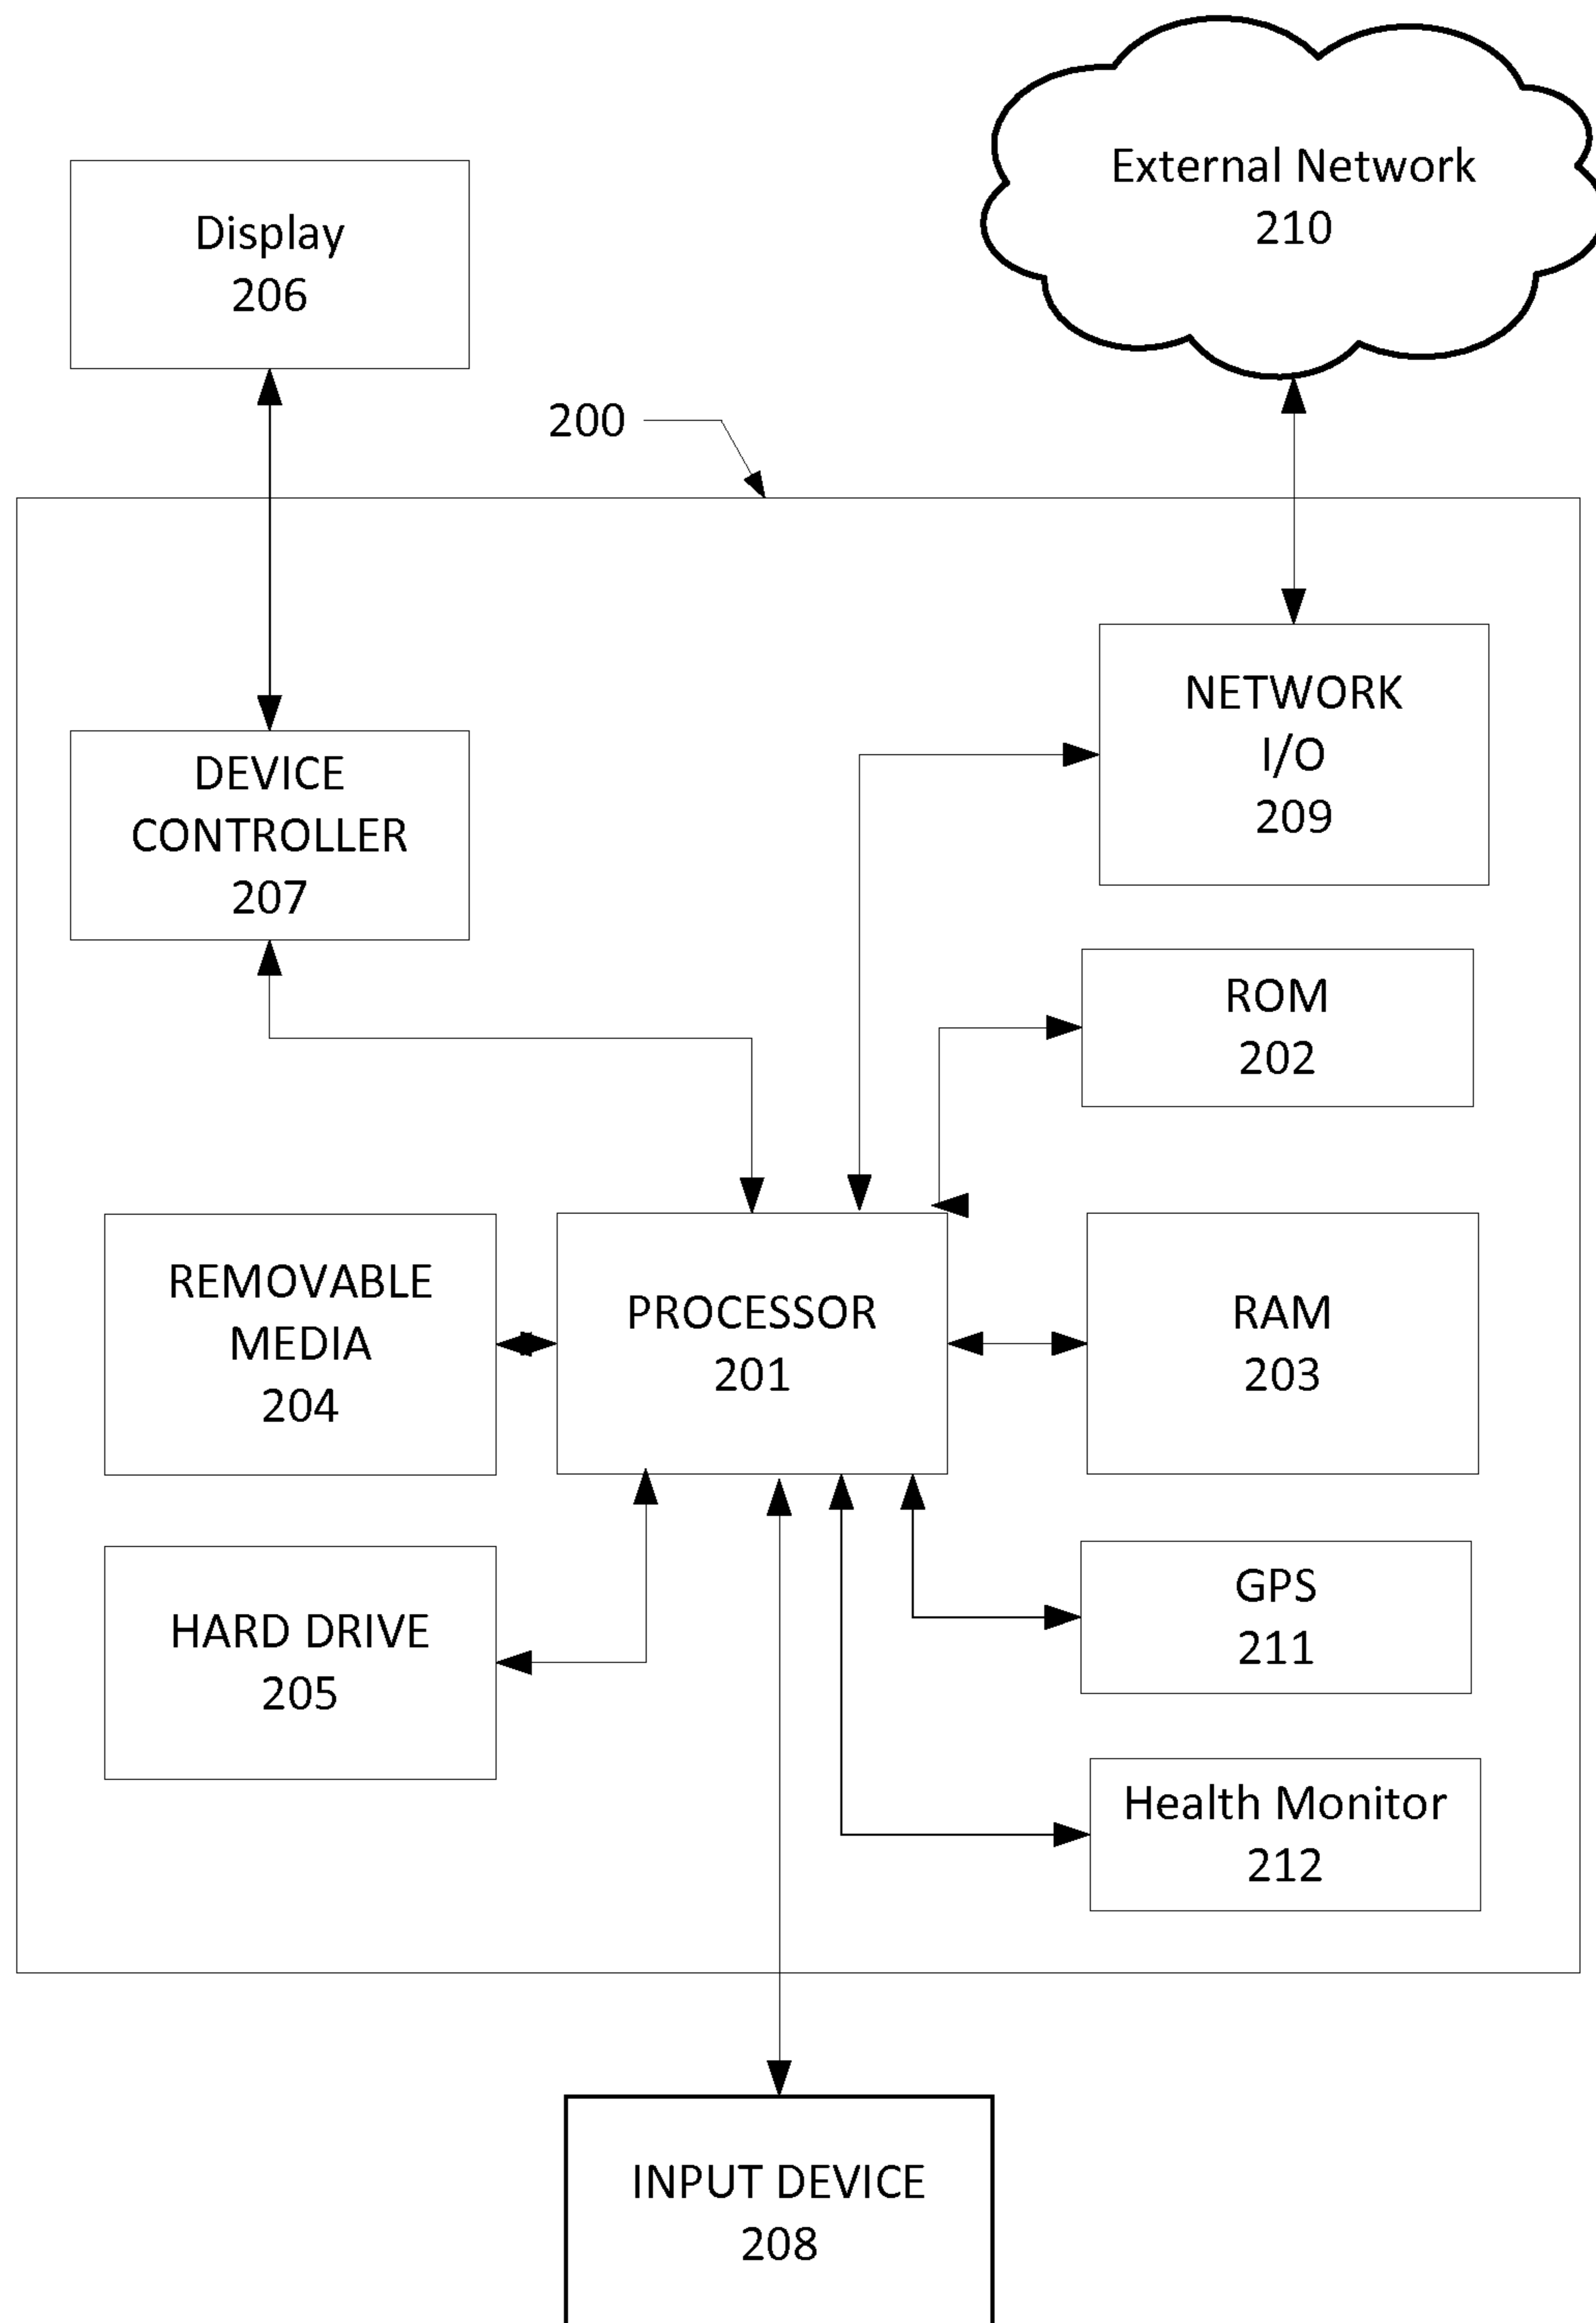 External Network
210
Display
206
200
NETWORK
I/O
209
DEVICE
CONTROLLER
207
ROM
202
REMOVABLE
MEDIA
204
PROCESSOR
201
RAM
203
HARD DRIVE
205
GPS
211
Health Monitor
212
INPUT DEVICE
208